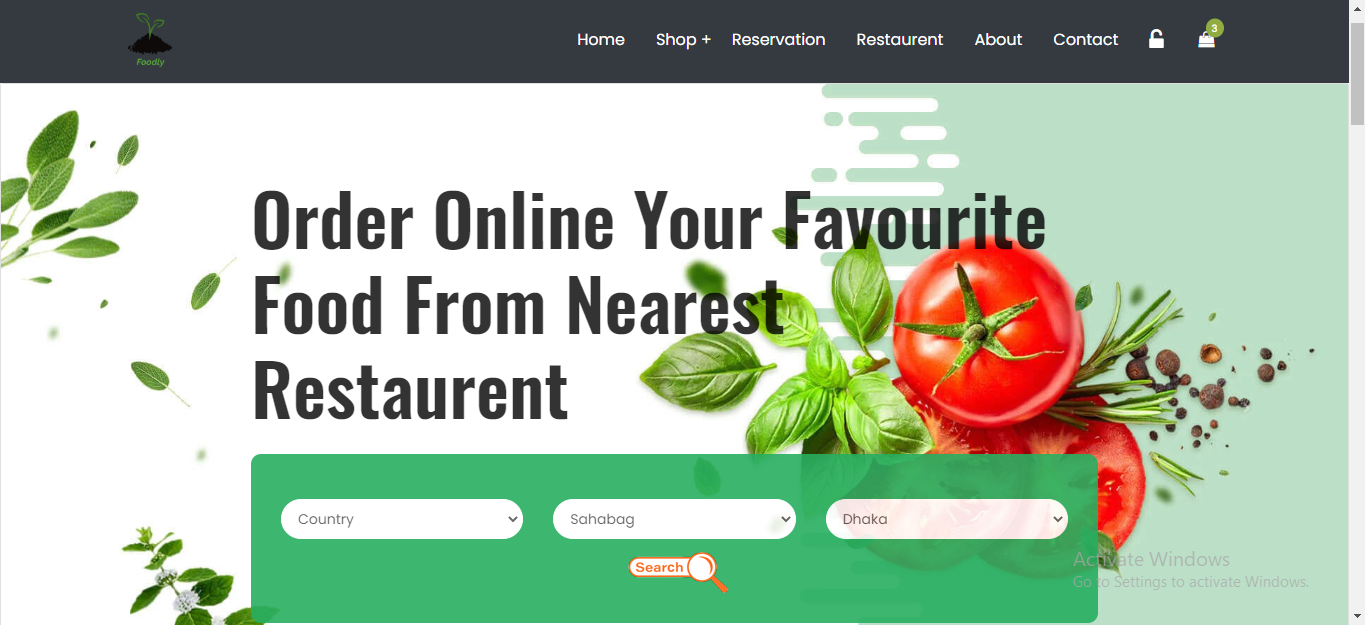 Foodly
Home Shop + Reservation Restaurent About Contact 3
Order Online Your Favourite
Food From Nearest
Restaurent
Country Sahabag Dhaka
Search
Activate Windows
Go to Settings to activate Windows.